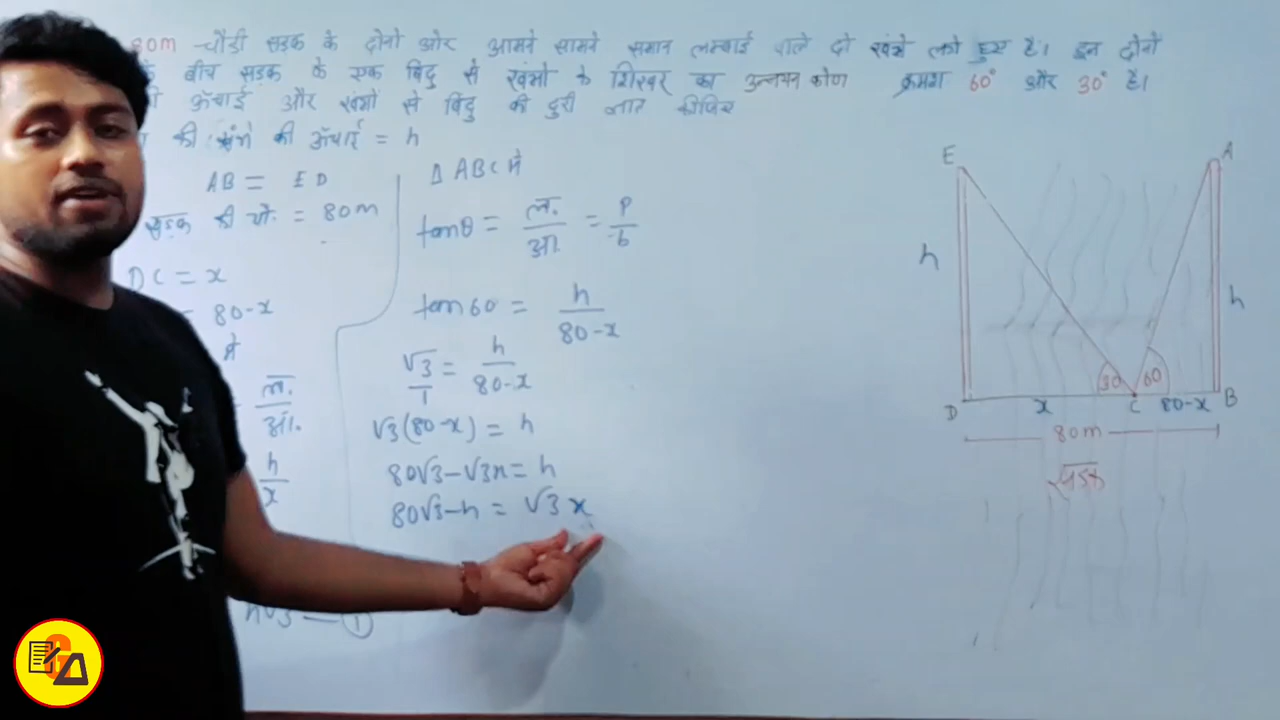 80m चौड़ी सड़क के दोनो ओर आमने सामने समान लम्बाई वाले दो खंभे लगे हुए है। इन दोनो
के बीच सड़क के एक बिंदु से खंभो के शिखर का उन्नयन कोण क्रमश 60° और 30° है।
ऊँचाई और खंभों से बिंदु की दुरी ज्ञात कीजिए
की खंभे की ऊँचाई = h
AB = ED
सड़क की चौ. = 80m
DC = x
= 80-x
मे
ल.
आ.
h
x
h√3 — ①
Δ ABC मे
tanθ = ल. / आ. = P / b
tan60 = h / 80-x
√3 / 1 = h / 80-x
√3(80-x) = h
80√3-√3x = h
80√3-h = √3x
E
A
h
h
30
60
D
x
C
80-x
B
80m
सड़क